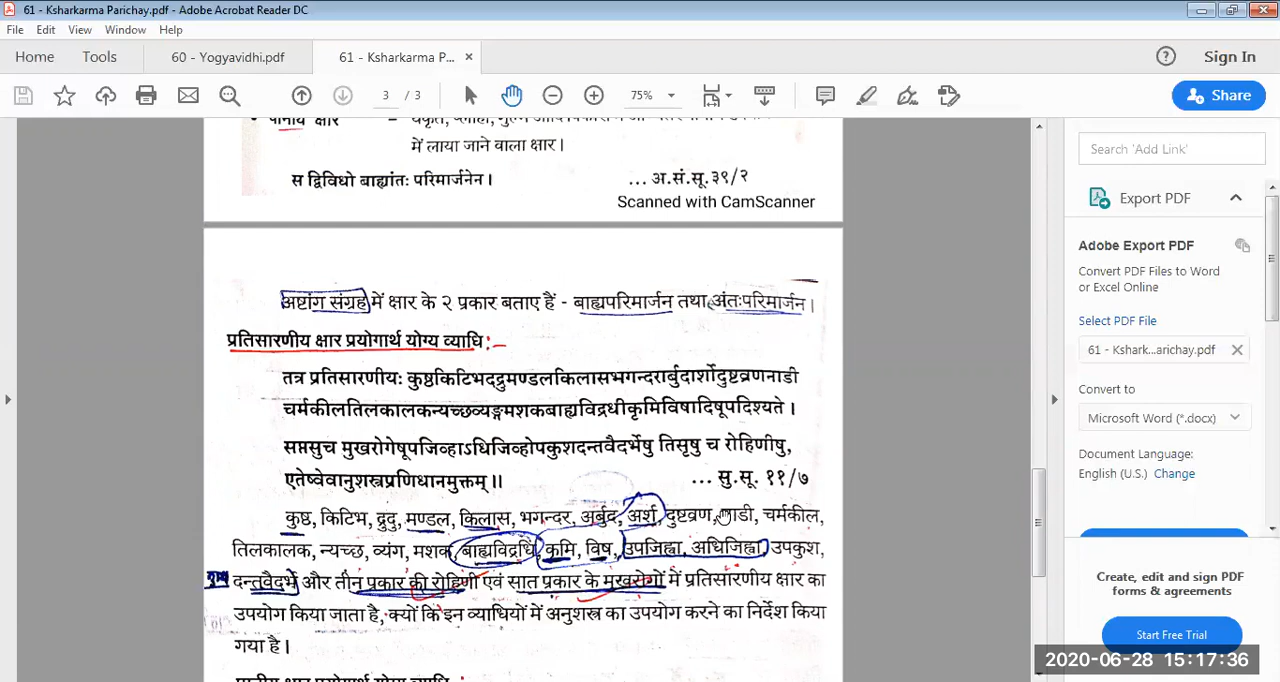 61 - Ksharkarma Parichay.pdf - Adobe Acrobat Reader DC
File Edit View Window Help
Home Tools 60 - Yogyavidhi.pdf 61 - Ksharkarma P... ×
Sign In
3 / 3 75% Share
पानीय क्षार
में लाया जाने वाला क्षार।
स द्विविधो बाह्यांतः परिमार्जनेन। ... अ.सं.सू.३९/२
Scanned with CamScanner
अष्टांग संग्रह में क्षार के २ प्रकार बताए हैं - बाह्यपरिमार्जन तथा अंतःपरिमार्जन।
प्रतिसारणीय क्षार प्रयोगार्थ योग्य व्याधि :-
तत्र प्रतिसारणीयः कुष्ठकिटिभदद्रुमण्डलकिलासभगन्दरार्बुदार्शोदुष्टव्रणनाडी
चर्मकीलतिलकालकन्यच्छव्यङ्गमशकबाह्यविद्रधीकृमिविषादिषूपदिश्यते।
सप्तसुच मुखरोगेषूपजिव्हाऽधिजिव्होपकुशदन्तवैदर्भेषु तिसृषु च रोहिणीषु,
एतेष्वेवानुशस्त्रप्रणिधानमुक्तम्।। ... सु.सू. ११/७
कुष्ठ, किटिभ, द्रदु, मण्डल, किलास, भगन्दर, अर्बुद, अर्श, दुष्टव्रण, नाडी, चर्मकील,
तिलकालक, न्यच्छ, व्यंग, मशक, बाह्यविद्रधि, कृमि, विष, उपजिह्वा, अधिजिह्वा, उपकुश,
दन्तवैदर्भ और तीन प्रकार की रोहिणी एवं सात प्रकार के मुखरोगों में प्रतिसारणीय क्षार का
उपयोग किया जाता है, क्यों कि इन व्याधियों में अनुशस्त्र का उपयोग करने का निर्देश किया
गया है।
Search 'Add Link'
Export PDF
Adobe Export PDF
Convert PDF Files to Word
or Excel Online
Select PDF File
61 - Kshark...arichay.pdf
Convert to
Microsoft Word (*.docx)
Document Language:
English (U.S.) Change
Create, edit and sign PDF
forms & agreements
Start Free Trial
2020-06-28 15:17:36